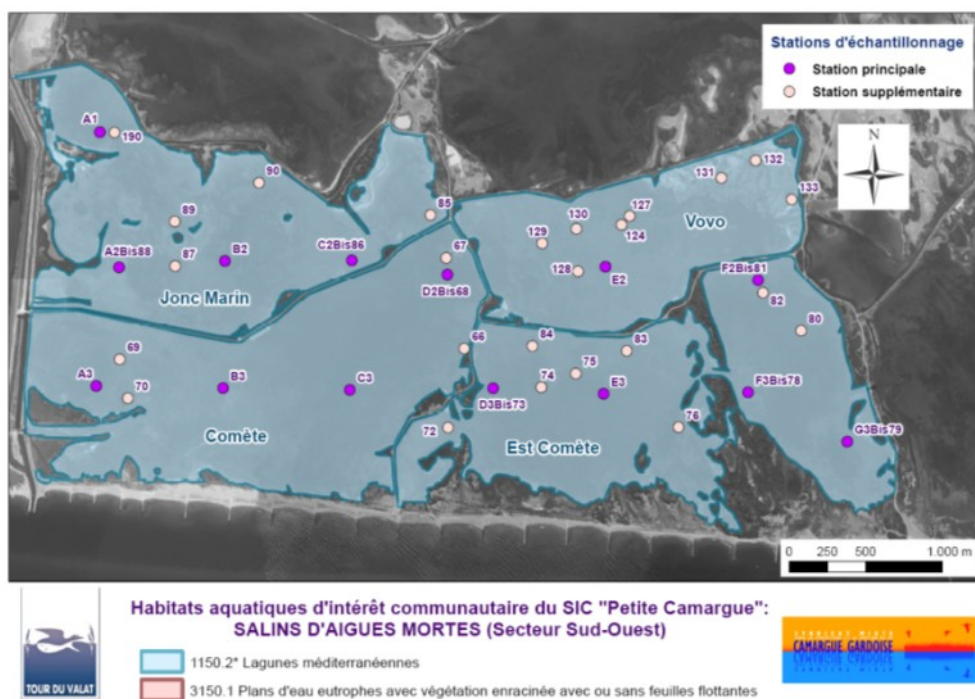 Stations d'échantillonnage
Station principale
Station supplémentaire
N
A1
190
90
89
85
132
131
133
130
127
124
129
Vovo
A2Bis88
87
B2
C2Bis86
67
D2Bis68
128
E2
F2Bis81
82
Jonc Marin
80
69
66
84
83
75
A3
70
B3
C3
D3Bis73
74
E3
F3Bis78
72
76
G3Bis79
Comète
Est Comète
0 250 500 1.000 m
Habitats aquatiques d'intérêt communautaire du SIC "Petite Camargue":
SALINS D'AIGUES MORTES (Secteur Sud-Ouest)
1150.2* Lagunes méditerranéennes
3150.1 Plans d'eau eutrophes avec végétation enracinée avec ou sans feuilles flottantes
TOUR DU VALAT
SYNDICAT MIXTE
CAMARGUE GARDOISE